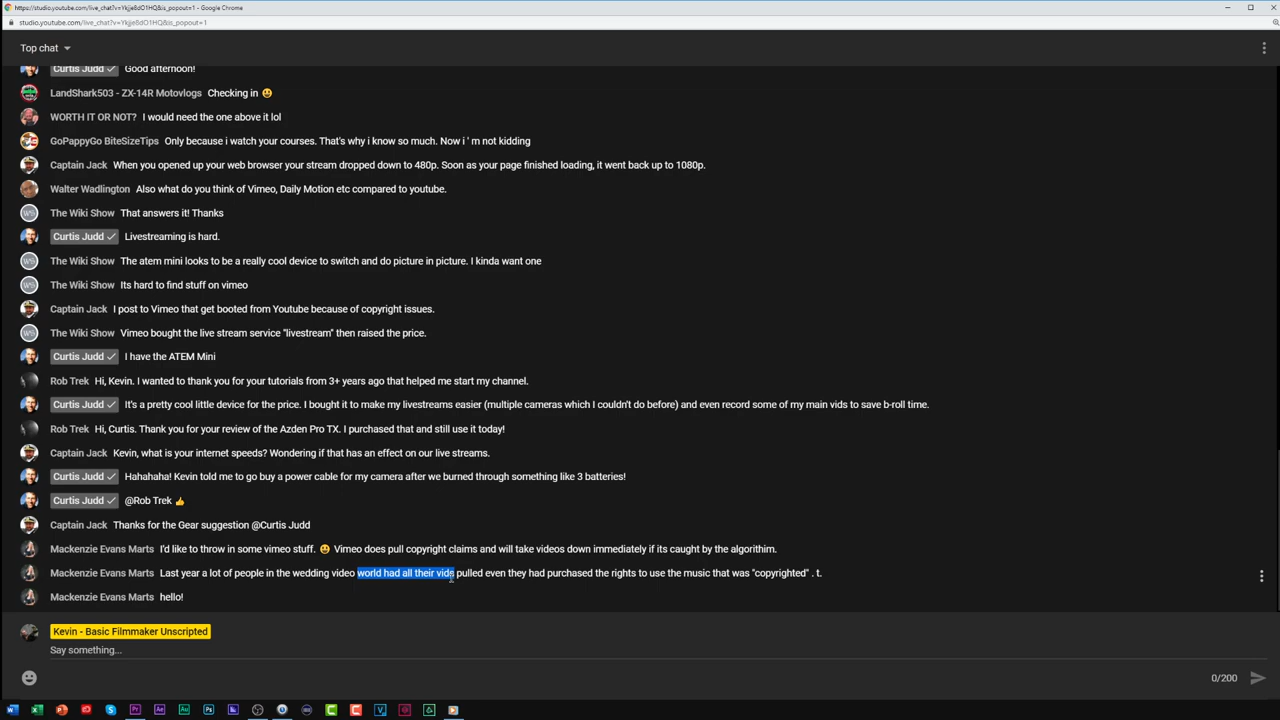 https://studio.youtube.com/live_chat?v=Ykjje8dO1HQ&is_popout=1 - Google Chrome
studio.youtube.com/live_chat?v=Ykjje8dO1HQ&is_popout=1
Top chat
Curtis Judd Good afternoon!
LandShark503 - ZX-14R Motovlogs Checking in 😃
WORTH IT OR NOT? I would need the one above it lol
GoPappyGo BiteSizeTips Only because i watch your courses. That's why i know so much. Now i ' m not kidding
Captain Jack When you opened up your web browser your stream dropped down to 480p. Soon as your page finished loading, it went back up to 1080p.
Walter Wadlington Also what do you think of Vimeo, Daily Motion etc compared to youtube.
The Wiki Show That answers it! Thanks
Curtis Judd Livestreaming is hard.
The Wiki Show The atem mini looks to be a really cool device to switch and do picture in picture. I kinda want one
The Wiki Show Its hard to find stuff on vimeo
Captain Jack I post to Vimeo that get booted from Youtube because of copyright issues.
The Wiki Show Vimeo bought the live stream service "livestream" then raised the price.
Curtis Judd I have the ATEM Mini
Rob Trek Hi, Kevin. I wanted to thank you for your tutorials from 3+ years ago that helped me start my channel.
Curtis Judd It's a pretty cool little device for the price. I bought it to make my livestreams easier (multiple cameras which I couldn't do before) and even record some of my main vids to save b-roll time.
Rob Trek Hi, Curtis. Thank you for your review of the Azden Pro TX. I purchased that and still use it today!
Captain Jack Kevin, what is your internet speeds? Wondering if that has an effect on our live streams.
Curtis Judd Hahahaha! Kevin told me to go buy a power cable for my camera after we burned through something like 3 batteries!
Curtis Judd @Rob Trek 👍
Captain Jack Thanks for the Gear suggestion @Curtis Judd
Mackenzie Evans Marts I'd like to throw in some vimeo stuff. 😃 Vimeo does pull copyright claims and will take videos down immediately if its caught by the algorithim.
Mackenzie Evans Marts Last year a lot of people in the wedding video world had all their vids pulled even they had purchased the rights to use the music that was "copyrighted" . t.
Mackenzie Evans Marts hello!
Kevin - Basic Filmmaker Unscripted
Say something...
0/200